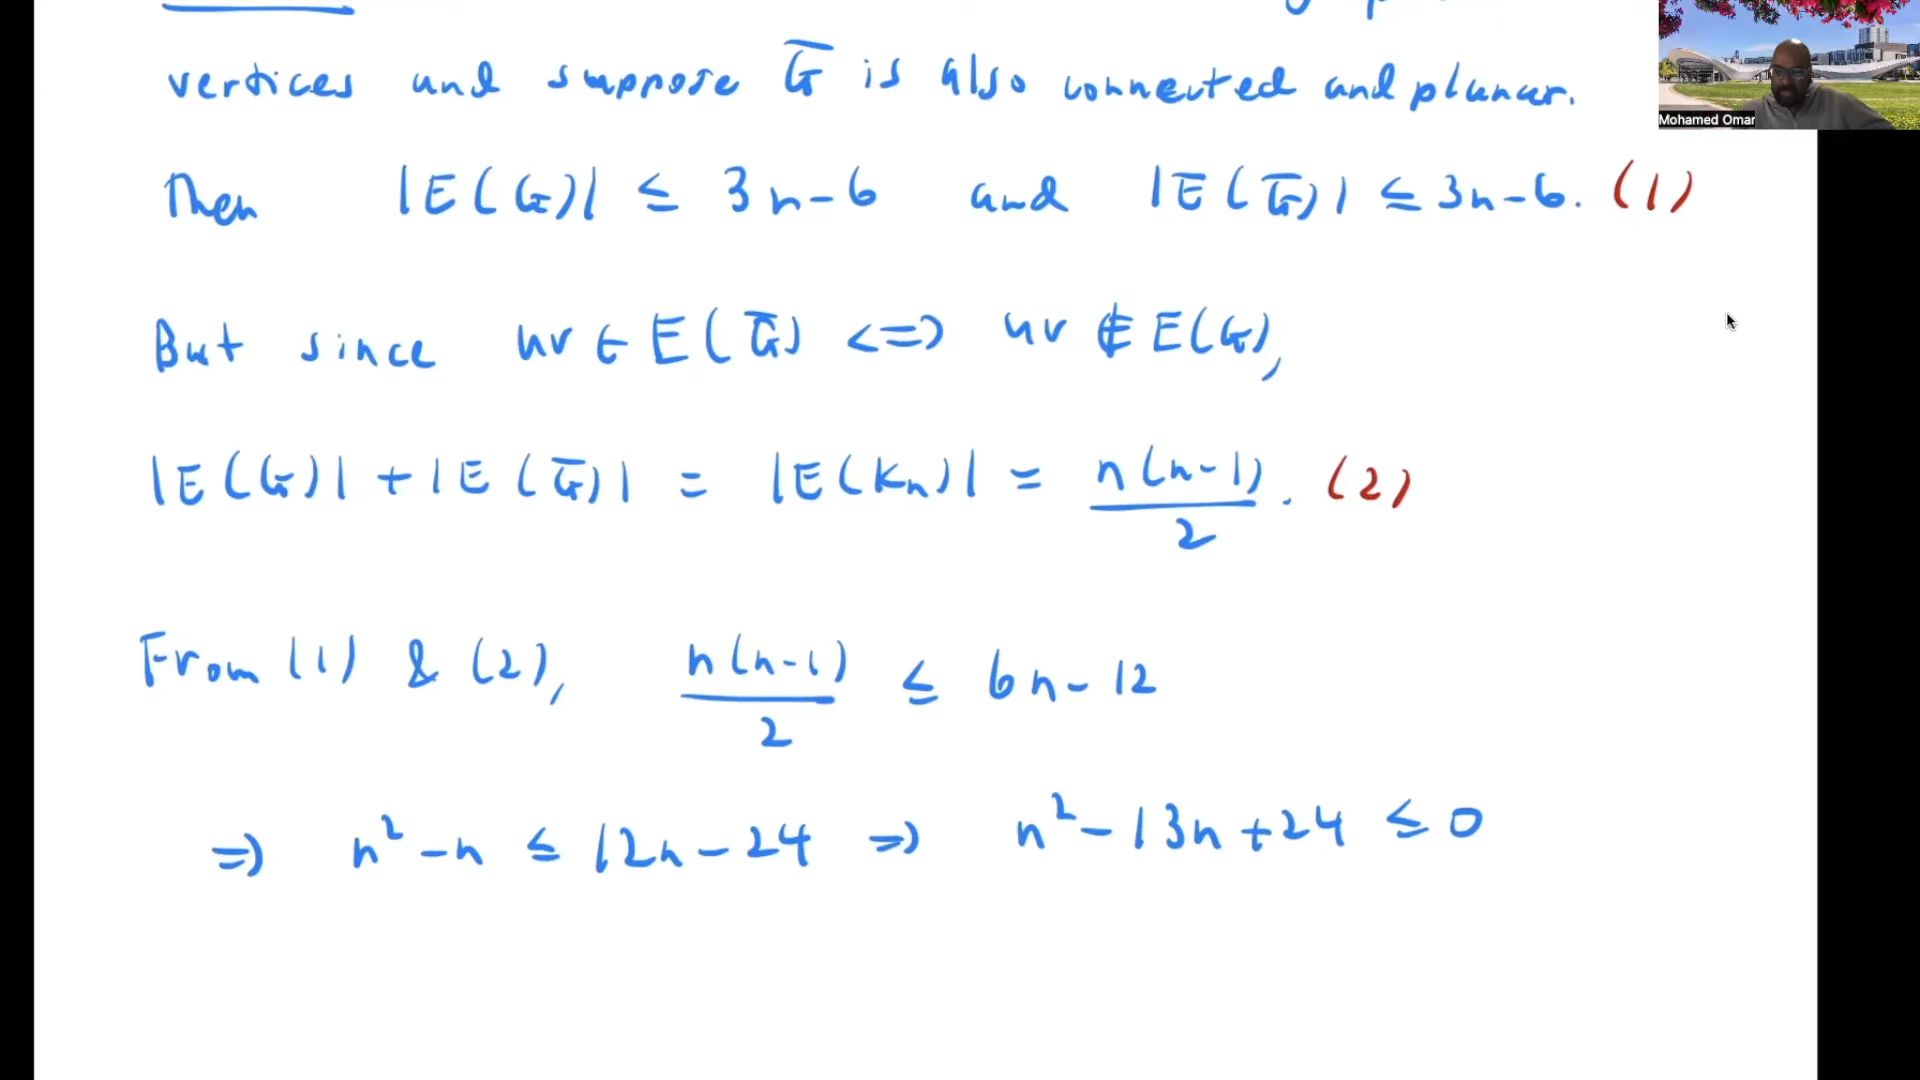 vertices and suppose G̅ is also connected and planar.
Mohamed Omar
Then |E(G)| ≤ 3n-6 and |E(G̅)| ≤ 3n-6. (1)
But since uv ∈ E(G̅) <=> uv ∉ E(G),
|E(G)| + |E(G̅)| = |E(Kn)| = n(n-1)/2. (2)
From (1) & (2), n(n-1)/2 ≤ 6n-12
=> n² - n ≤ 12n - 24 => n² - 13n + 24 ≤ 0